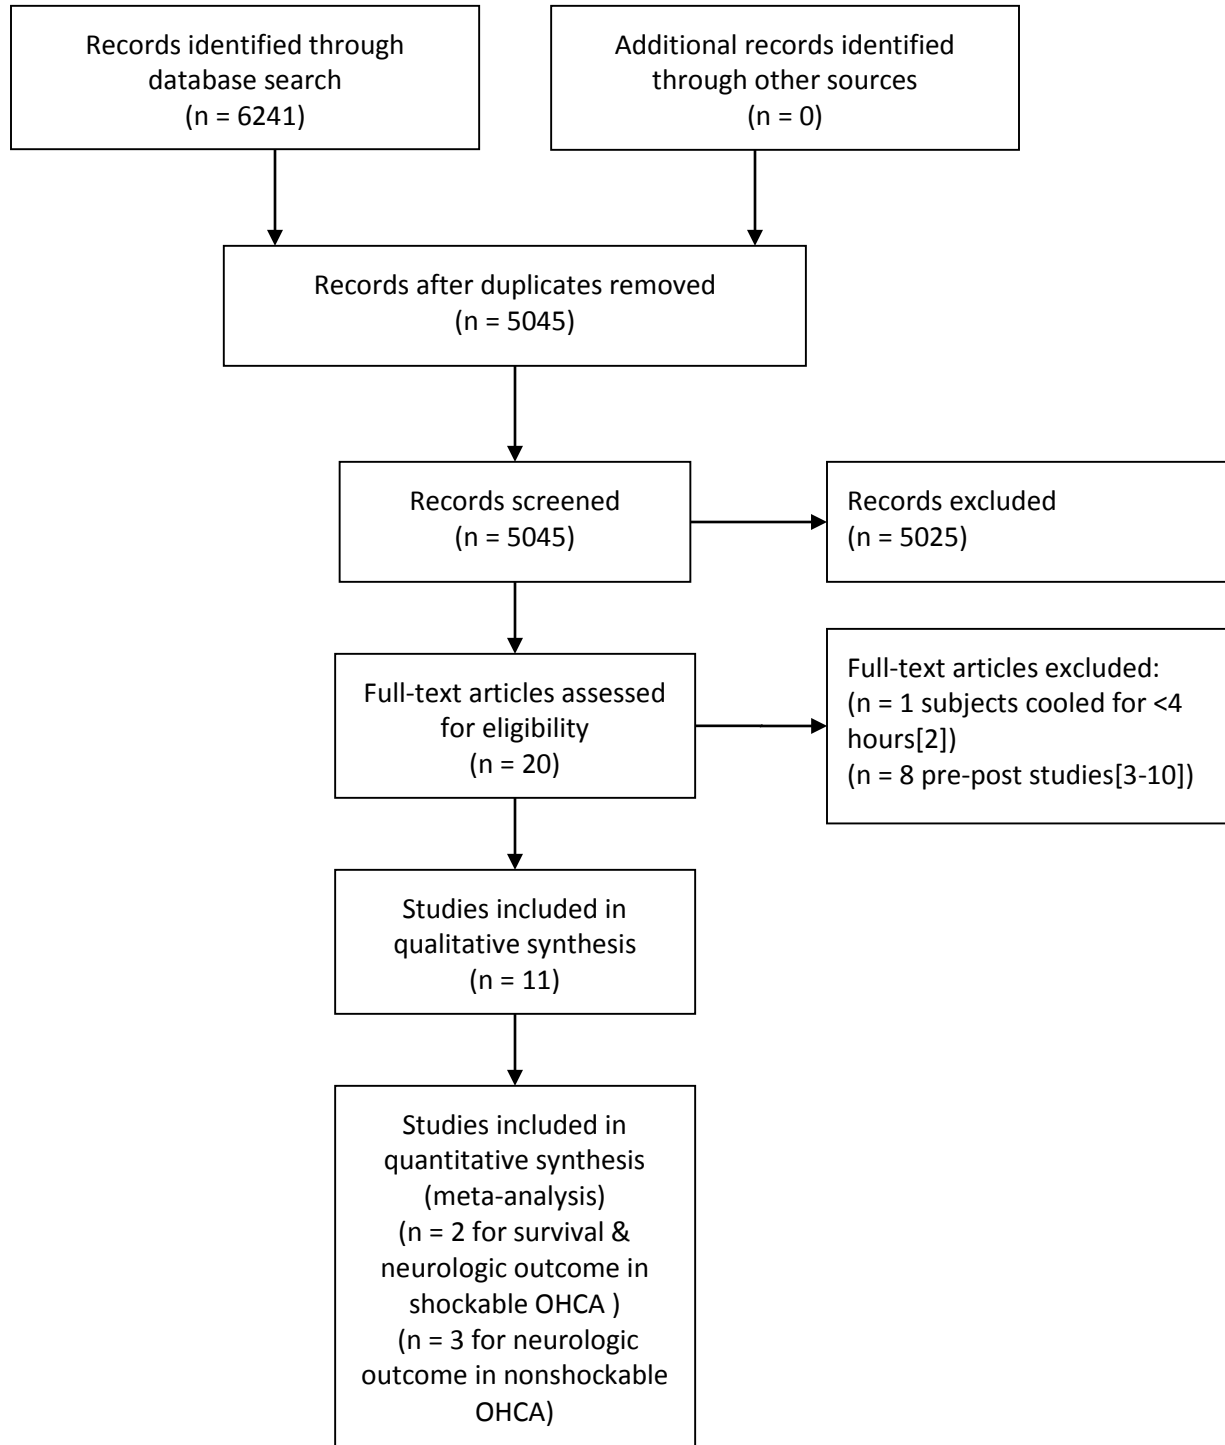 Records identified through
database search
(n = 6241)
Additional records identified
through other sources
(n = 0)
Records after duplicates removed
(n = 5045)
Records screened
(n = 5045)
Records excluded
(n = 5025)
Full-text articles assessed
for eligibility
(n = 20)
Full-text articles excluded:
(n = 1 subjects cooled for <4
hours[2])
(n = 8 pre-post studies[3-10])
Studies included in
qualitative synthesis
(n = 11)
Studies included in
quantitative synthesis
(meta-analysis)
(n = 2 for survival &
neurologic outcome in
shockable OHCA )
(n = 3 for neurologic
outcome in nonshockable
OHCA)